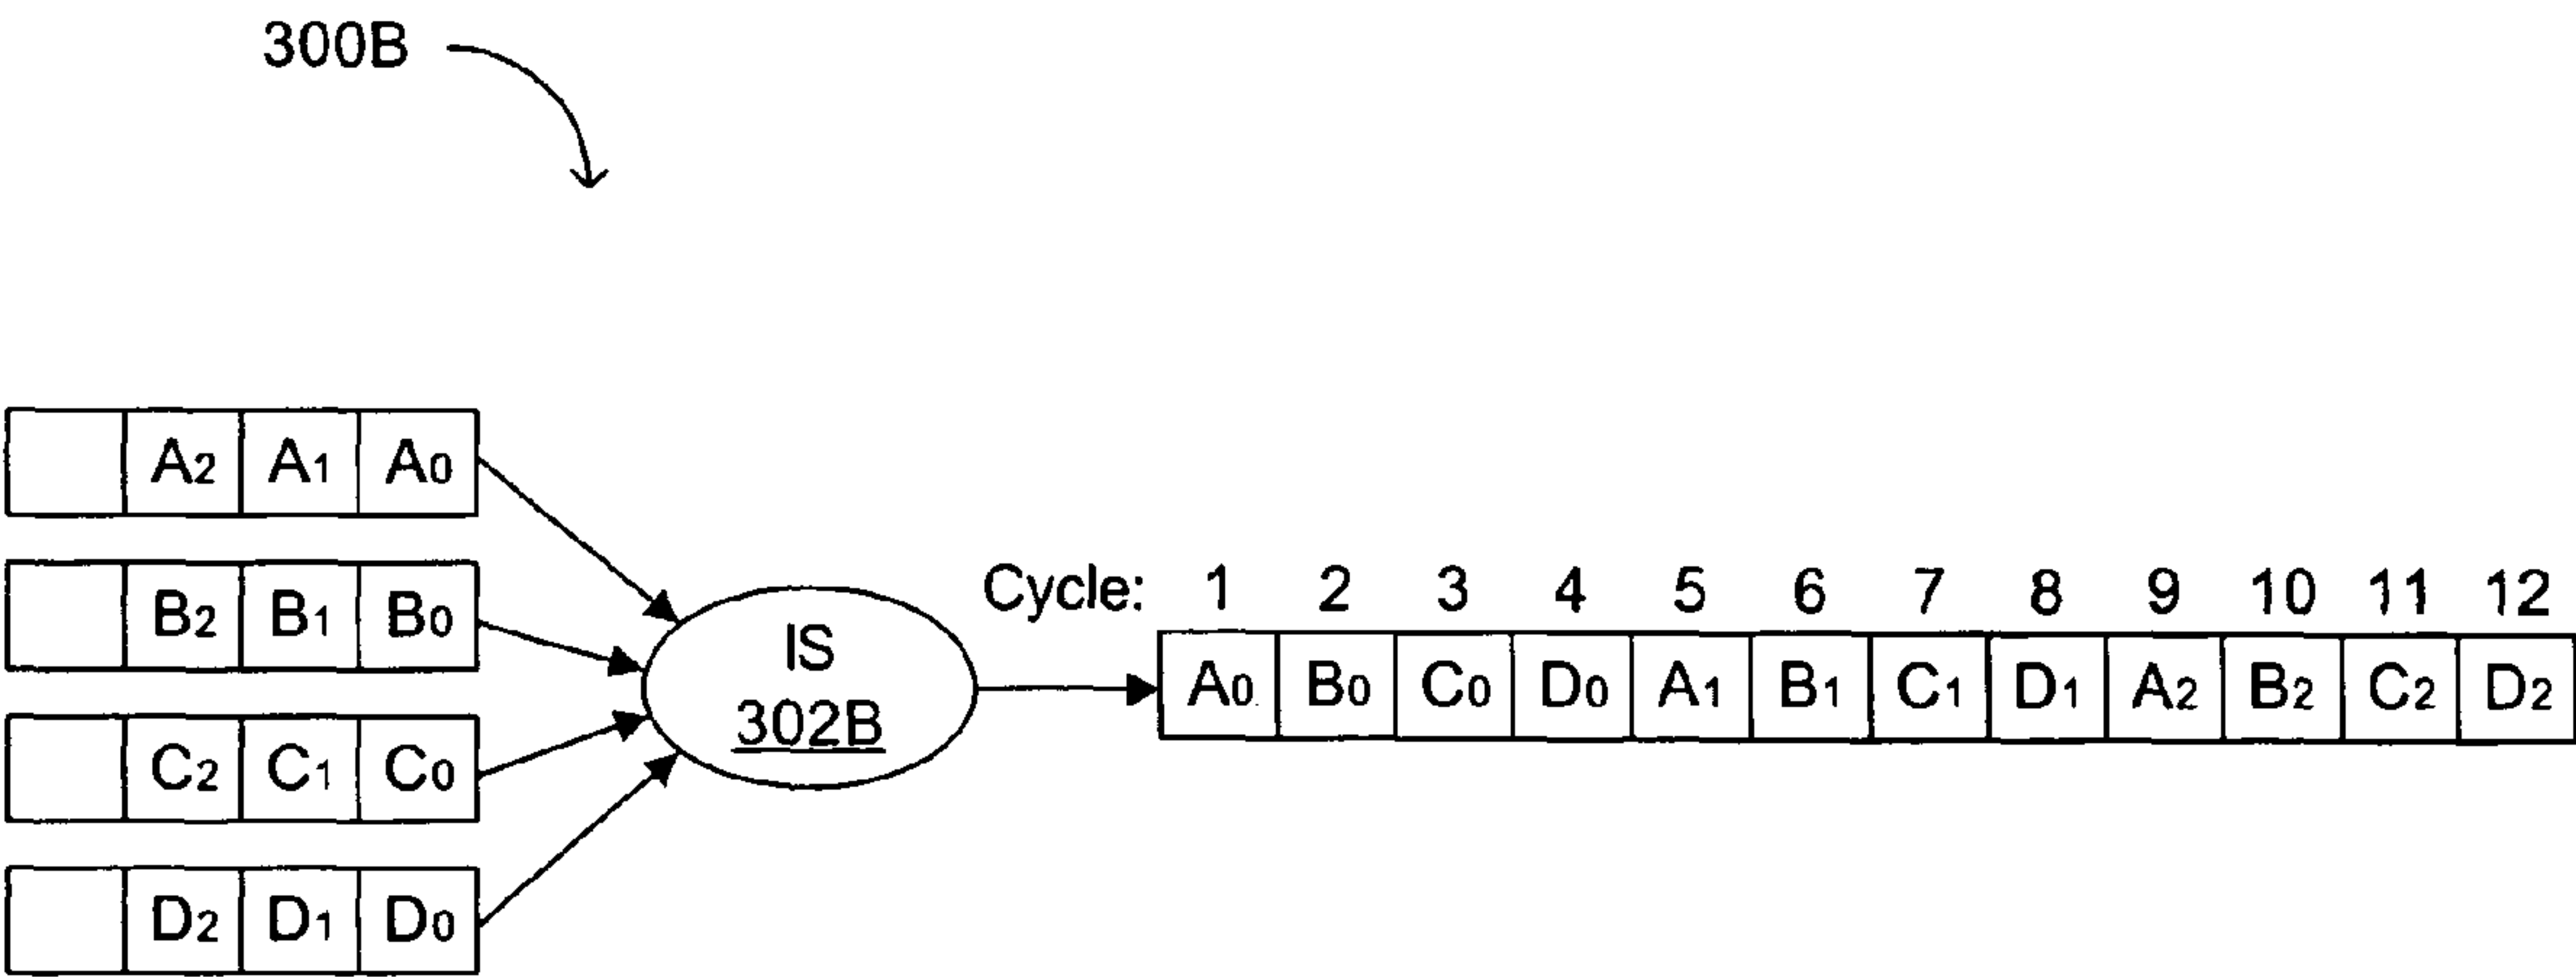 300B
A2 A1 A0
B2 B1 B0
C2 C1 C0
D2 D1 D0
IS
302B
Cycle: 1 2 3 4 5 6 7 8 9 10 11 12
A0 B0 C0 D0 A1 B1 C1 D1 A2 B2 C2 D2